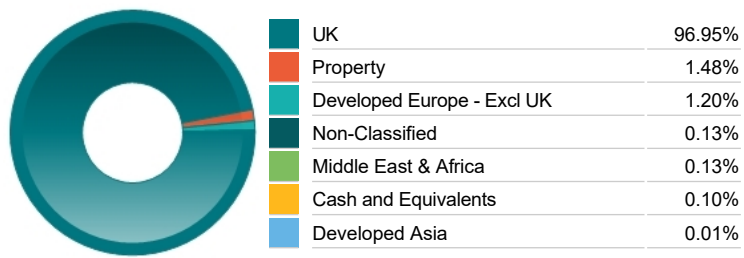 UK 96.95%
Property 1.48%
Developed Europe - Excl UK 1.20%
Non-Classified 0.13%
Middle East & Africa 0.13%
Cash and Equivalents 0.10%
Developed Asia 0.01%